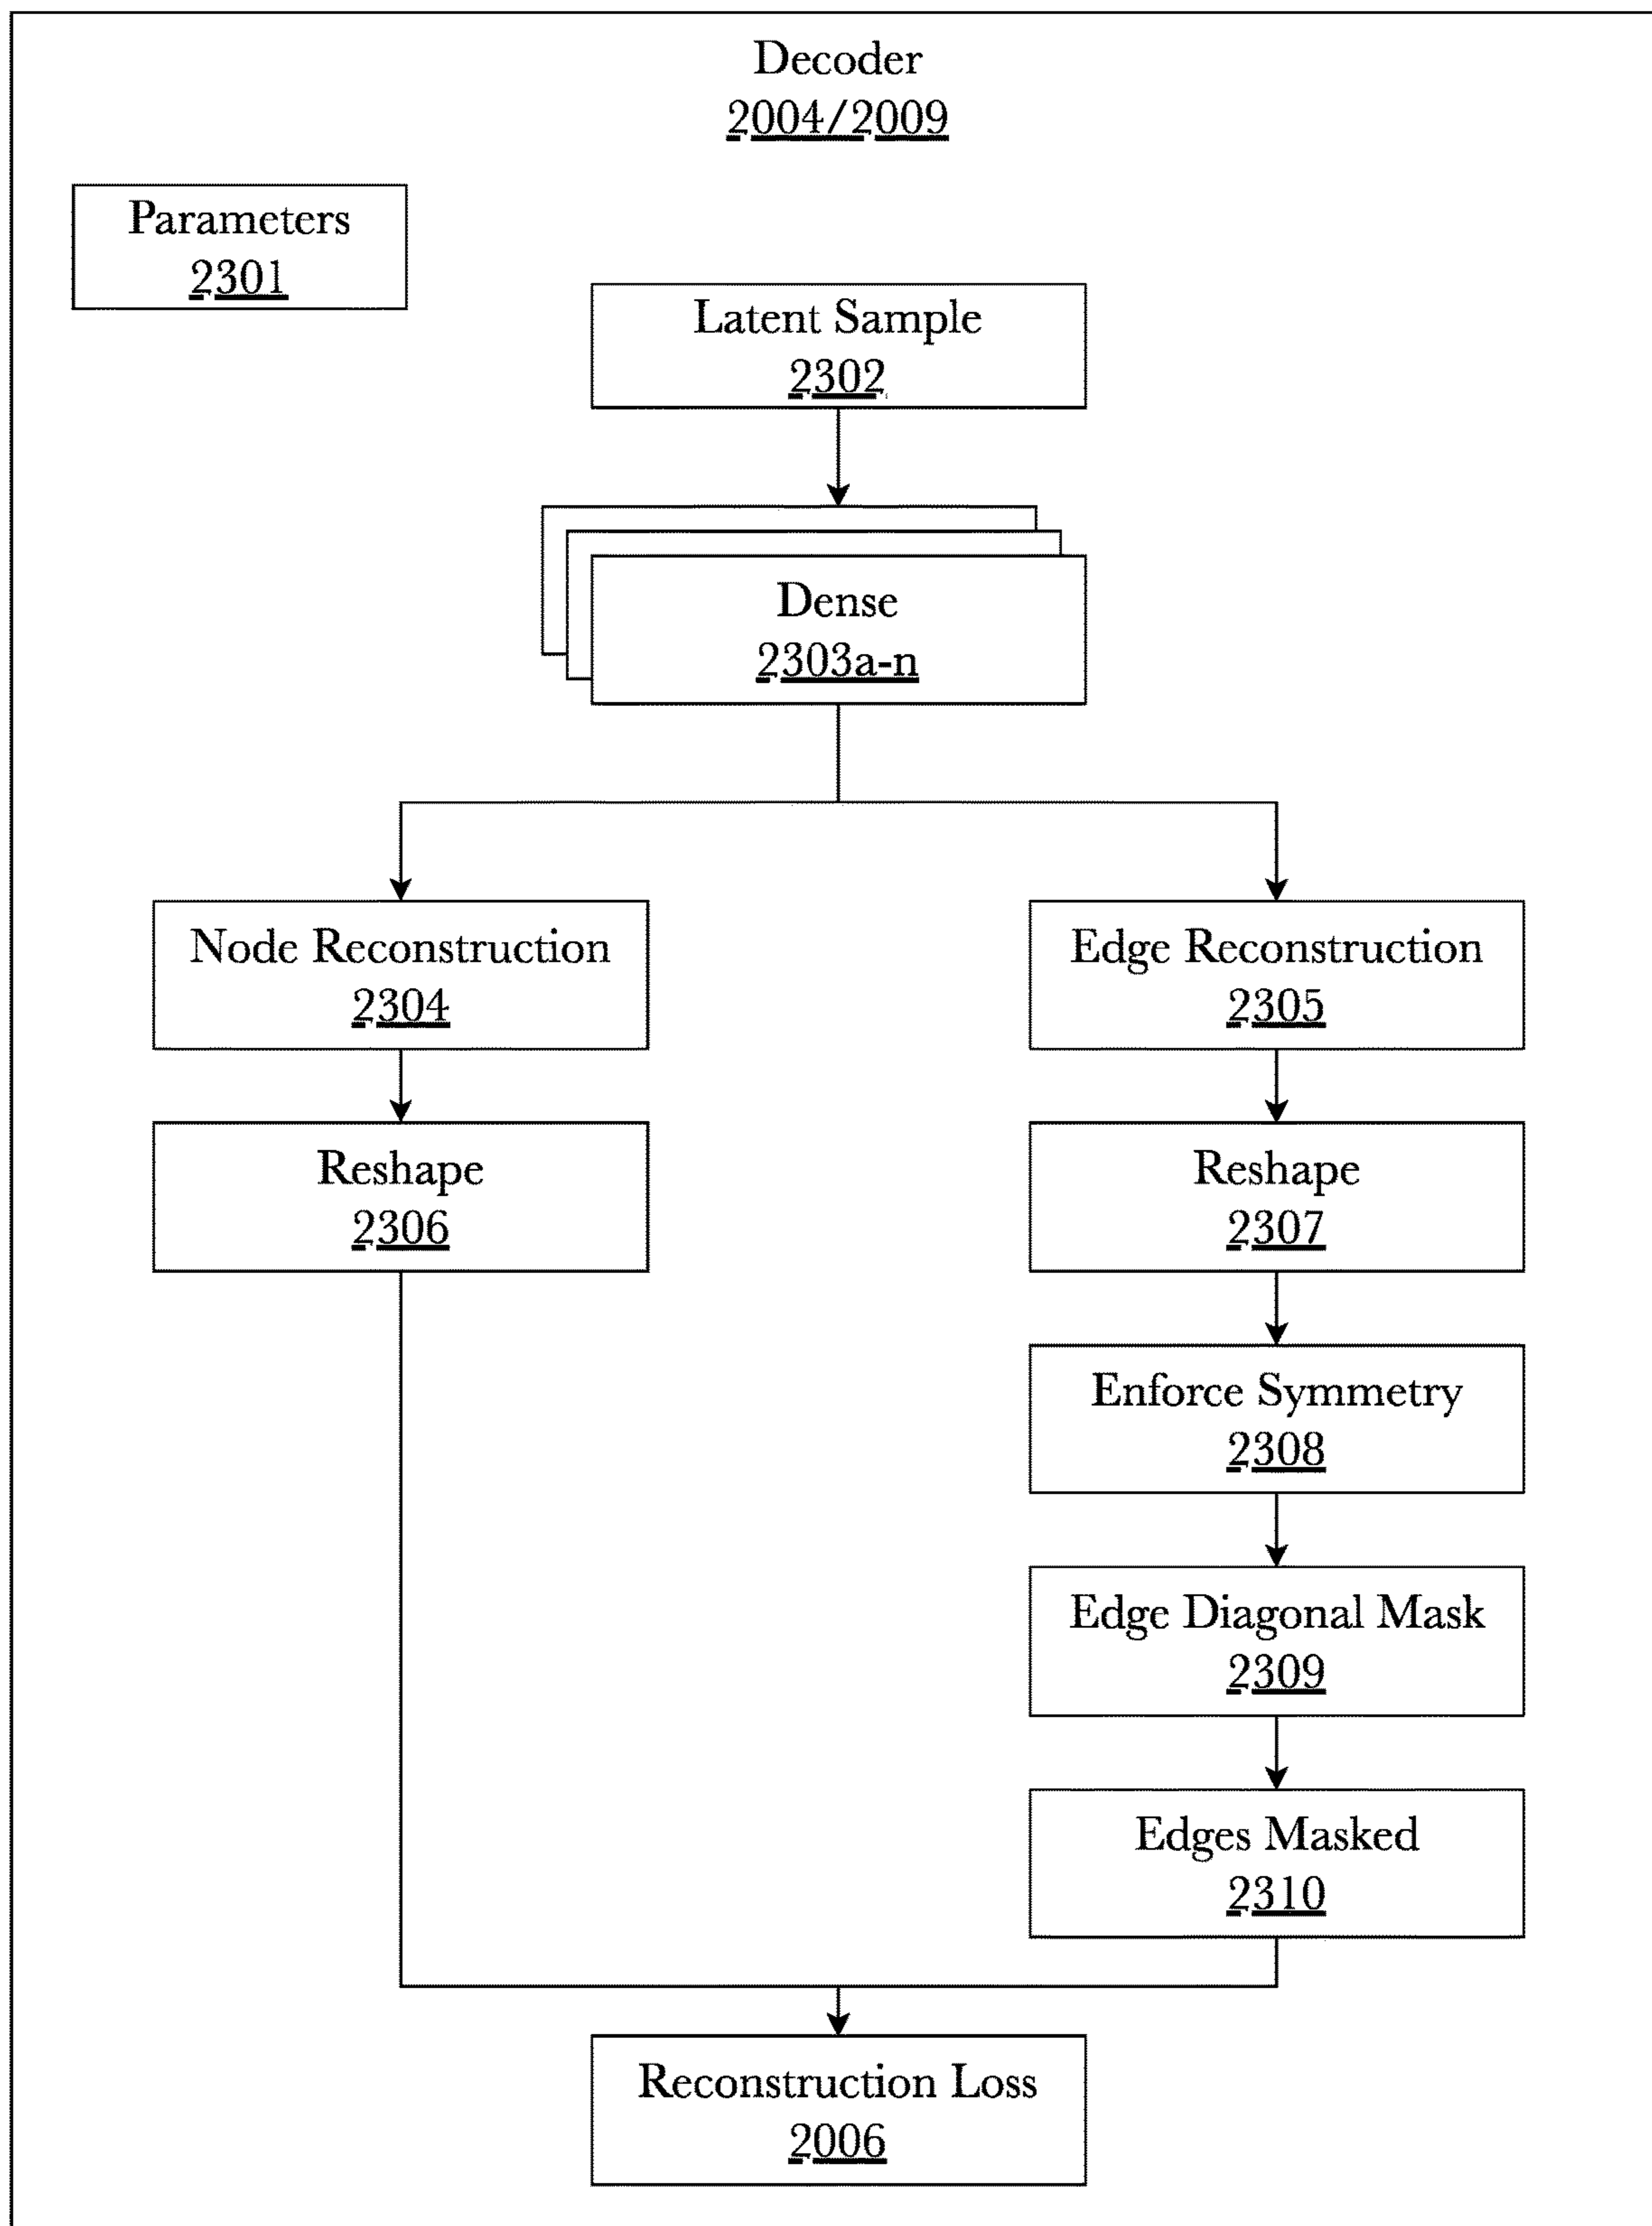 Decoder
2004/2009
Parameters
2301
Latent Sample
2302
Dense
2303a-n
Node Reconstruction
2304
Edge Reconstruction
2305
Reshape
2306
Reshape
2307
Enforce Symmetry
2308
Edge Diagonal Mask
2309
Edges Masked
2310
Reconstruction Loss
2006